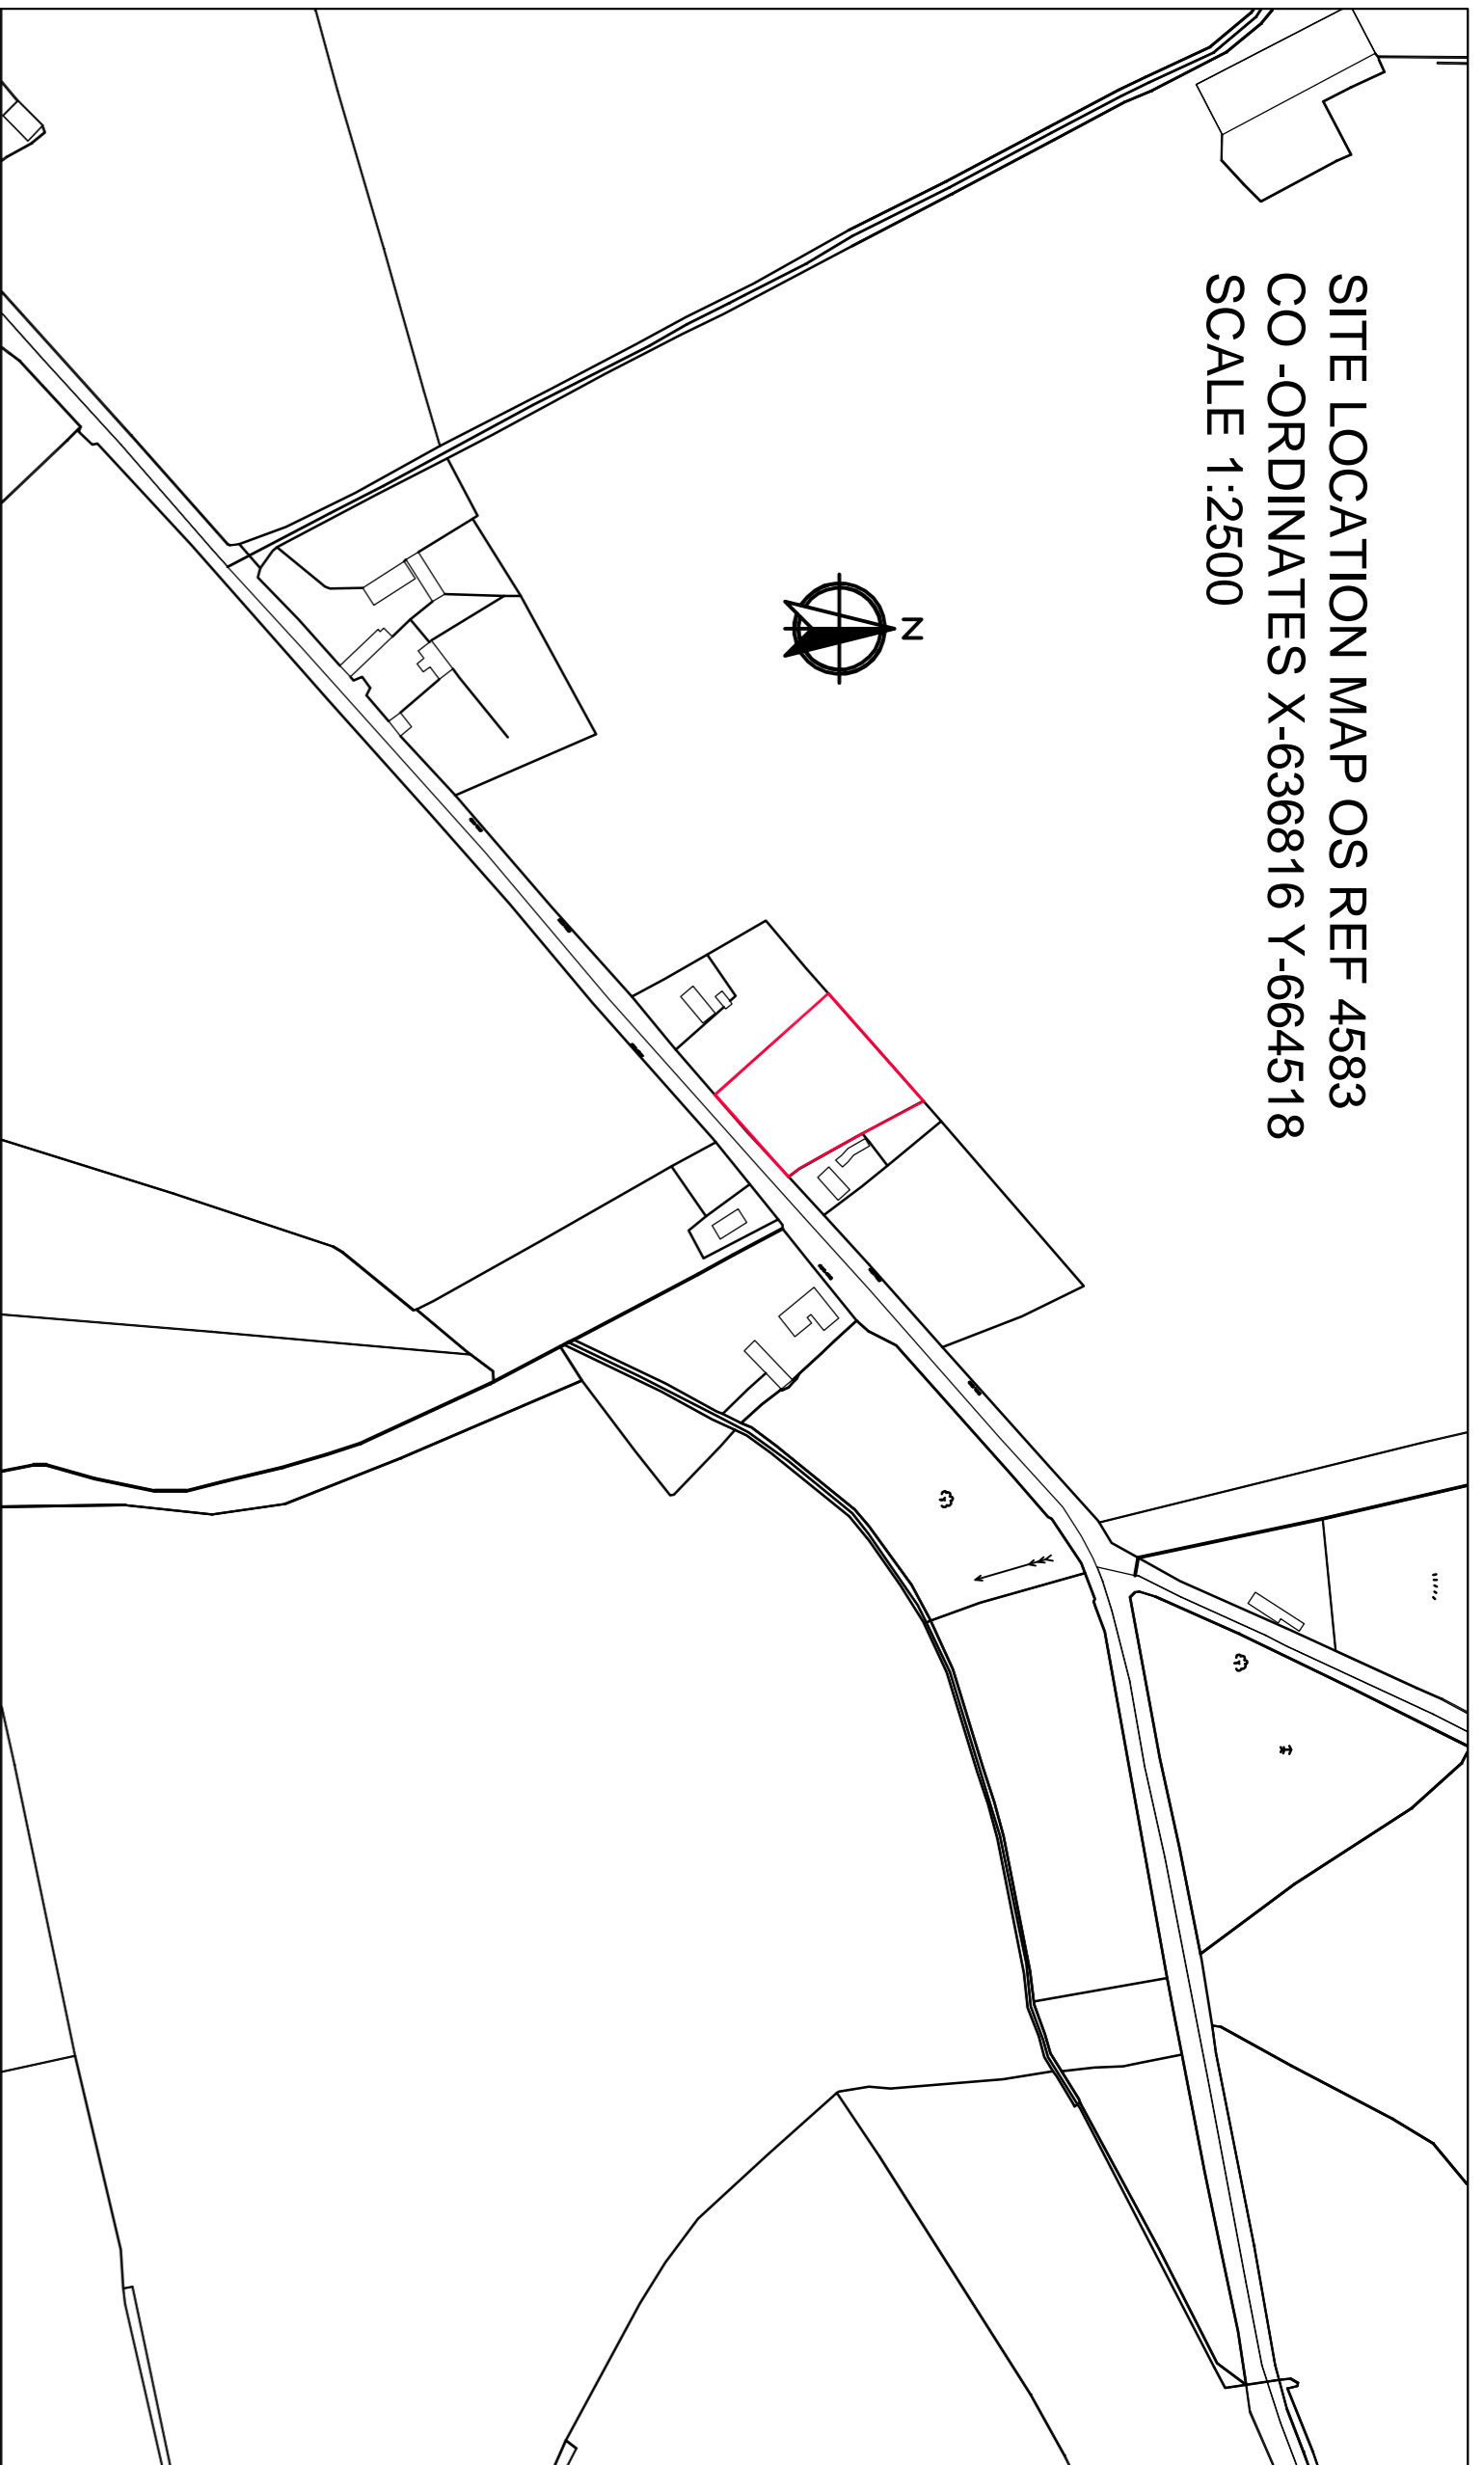 SITE LOCATION MAP OS REF 4583
CO -ORDINATES X-636816 Y-664518
SCALE 1:2500
N